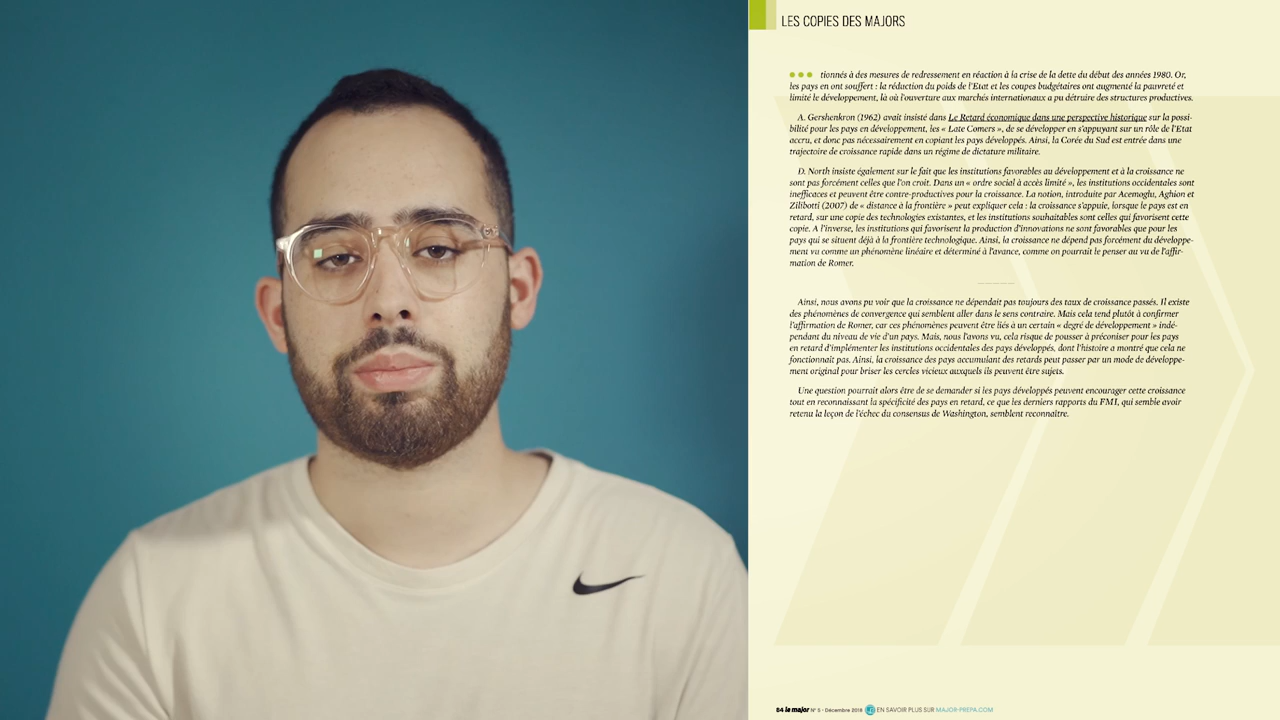 LES COPIES DES MAJORS
tionnés à des mesures de redressement en réaction à la crise de la dette du début des années 1980. Or,
les pays en ont souffert : la réduction du poids de l'Etat et les coupes budgétaires ont augmenté la pauvreté et
limité le développement, là où l'ouverture aux marchés internationaux a pu détruire des structures productives.
A. Gershenkron (1962) avait insisté dans Le Retard économique dans une perspective historique sur la possi-
bilité pour les pays en développement, les « Late Comers », de se développer en s'appuyant sur un rôle de l'Etat
accru, et donc pas nécessairement en copiant les pays développés. Ainsi, la Corée du Sud est entrée dans une
trajectoire de croissance rapide dans un régime de dictature militaire.
D. North insiste également sur le fait que les institutions favorables au développement et à la croissance ne
sont pas forcément celles que l'on croit. Dans un « ordre social à accès limité », les institutions occidentales sont
inefficaces et peuvent être contre-productives pour la croissance. La notion, introduite par Acemoglu, Aghion et
Zilibotti (2007) de « distance à la frontière » peut expliquer cela : la croissance s'appuie, lorsque le pays est en
retard, sur une copie des technologies existantes, et les institutions souhaitables sont celles qui favorisent cette
copie. A l'inverse, les institutions qui favorisent la production d'innovations ne sont favorables que pour les
pays qui se situent déjà à la frontière technologique. Ainsi, la croissance ne dépend pas forcément du développe-
ment vu comme un phénomène linéaire et déterminé à l'avance, comme on pourrait le penser au vu de l'affir-
mation de Romer.
Ainsi, nous avons pu voir que la croissance ne dépendait pas toujours des taux de croissance passés. Il existe
des phénomènes de convergence qui semblent aller dans le sens contraire. Mais cela tend plutôt à confirmer
l'affirmation de Romer, car ces phénomènes peuvent être liés à un certain « degré de développement » indé-
pendant du niveau de vie d'un pays. Mais, nous l'avons vu, cela risque de pousser à préconiser pour les pays
en retard d'implémenter les institutions occidentales des pays développés, dont l'histoire a montré que cela ne
fonctionnait pas. Ainsi, la croissance des pays accumulant des retards peut passer par un mode de développe-
ment original pour briser les cercles vicieux auxquels ils peuvent être sujets.
Une question pourrait alors être de se demander si les pays développés peuvent encourager cette croissance
tout en reconnaissant la spécificité des pays en retard, ce que les derniers rapports du FMI, qui semble avoir
retenu la leçon de l'échec du consensus de Washington, semblent reconnaître.
84 le major N° 5 - Décembre 2018 EN SAVOIR PLUS SUR MAJOR-PREPA.COM